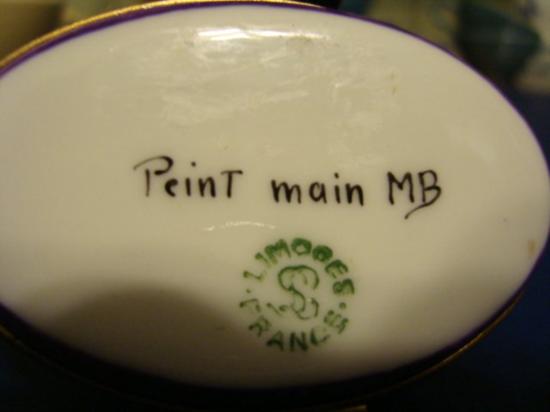 Peint main MB
LIMOGES
FRANCE